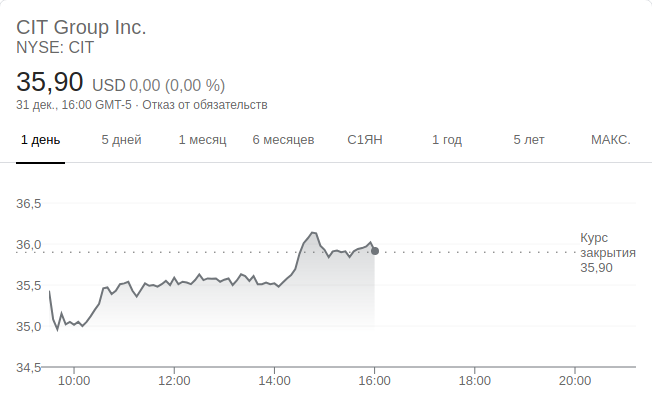 CIT Group Inc.
NYSE: CIT
35,90 USD 0,00 (0,00 %)
31 дек., 16:00 GMT-5 · Отказ от обязательств
1 день 5 дней 1 месяц 6 месяцев С1ЯН 1 год 5 лет МАКС.
36,5
36,0
35,5
35,0
34,5
Курс
закрытия
35,90
10:00 12:00 14:00 16:00 18:00 20:00